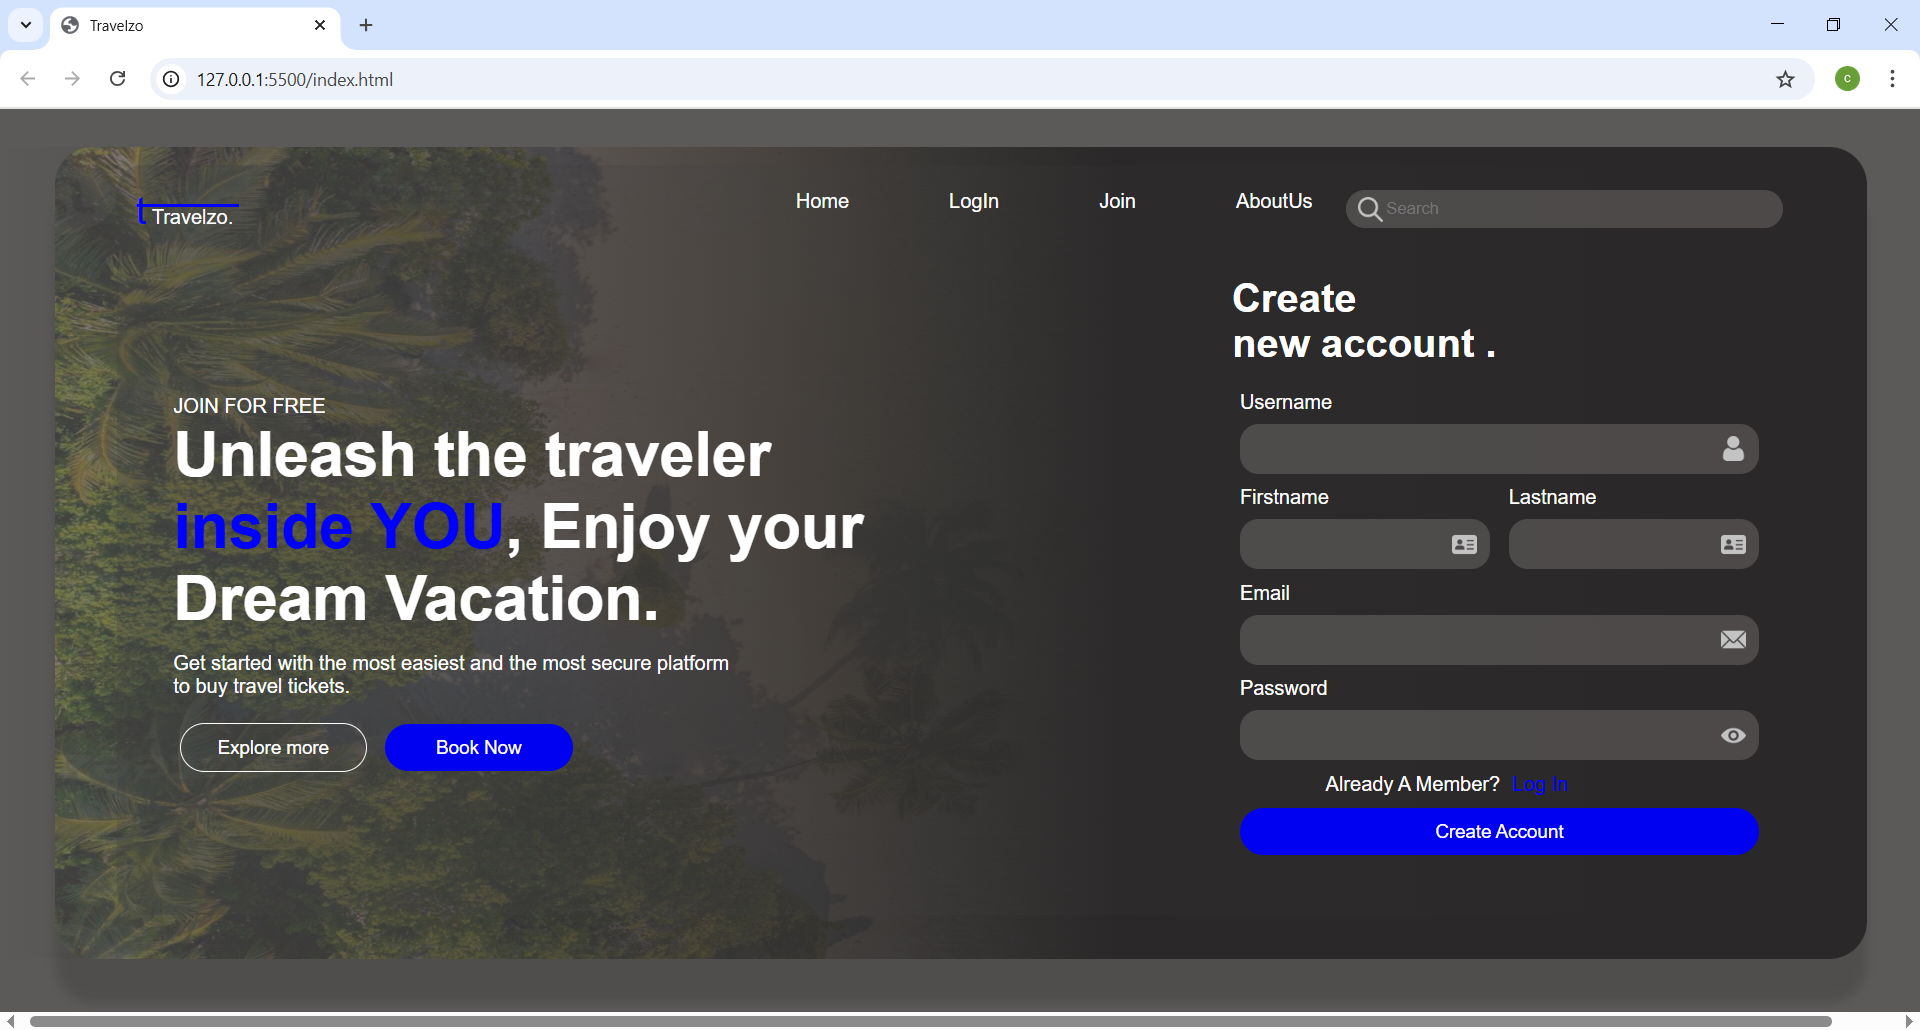 Travelzo
127.0.0.1:5500/index.html
C
t Travelzo.
Home
LogIn
Join
AboutUs
Search
JOIN FOR FREE
Unleash the traveler
inside YOU, Enjoy your
Dream Vacation.
Get started with the most easiest and the most secure platform
to buy travel tickets.
Explore more
Book Now
Create
new account .
Username
Firstname
Lastname
Email
Password
Already A Member? Log In
Create Account